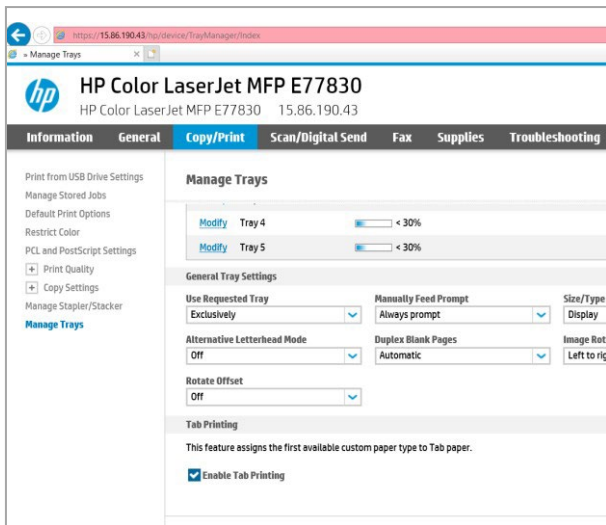 https://15.86.190.43/hp/device/TrayManager/Index
» Manage Trays
hp
HP Color LaserJet MFP E77830
HP Color LaserJet MFP E77830 15.86.190.43
Information General Copy/Print Scan/Digital Send Fax Supplies Troubleshooting
Print from USB Drive Settings
Manage Stored Jobs
Default Print Options
Restrict Color
PCL and PostScript Settings
+ Print Quality
+ Copy Settings
Manage Stapler/Stacker
Manage Trays
Manage Trays
Modify Tray 4 < 30%
Modify Tray 5 < 30%
General Tray Settings
Use Requested Tray Manually Feed Prompt Size/Type
Exclusively Always prompt Display
Alternative Letterhead Mode Duplex Blank Pages Image Rot
Off Automatic Left to rig
Rotate Offset
Off
Tab Printing
This feature assigns the first available custom paper type to Tab paper.
Enable Tab Printing